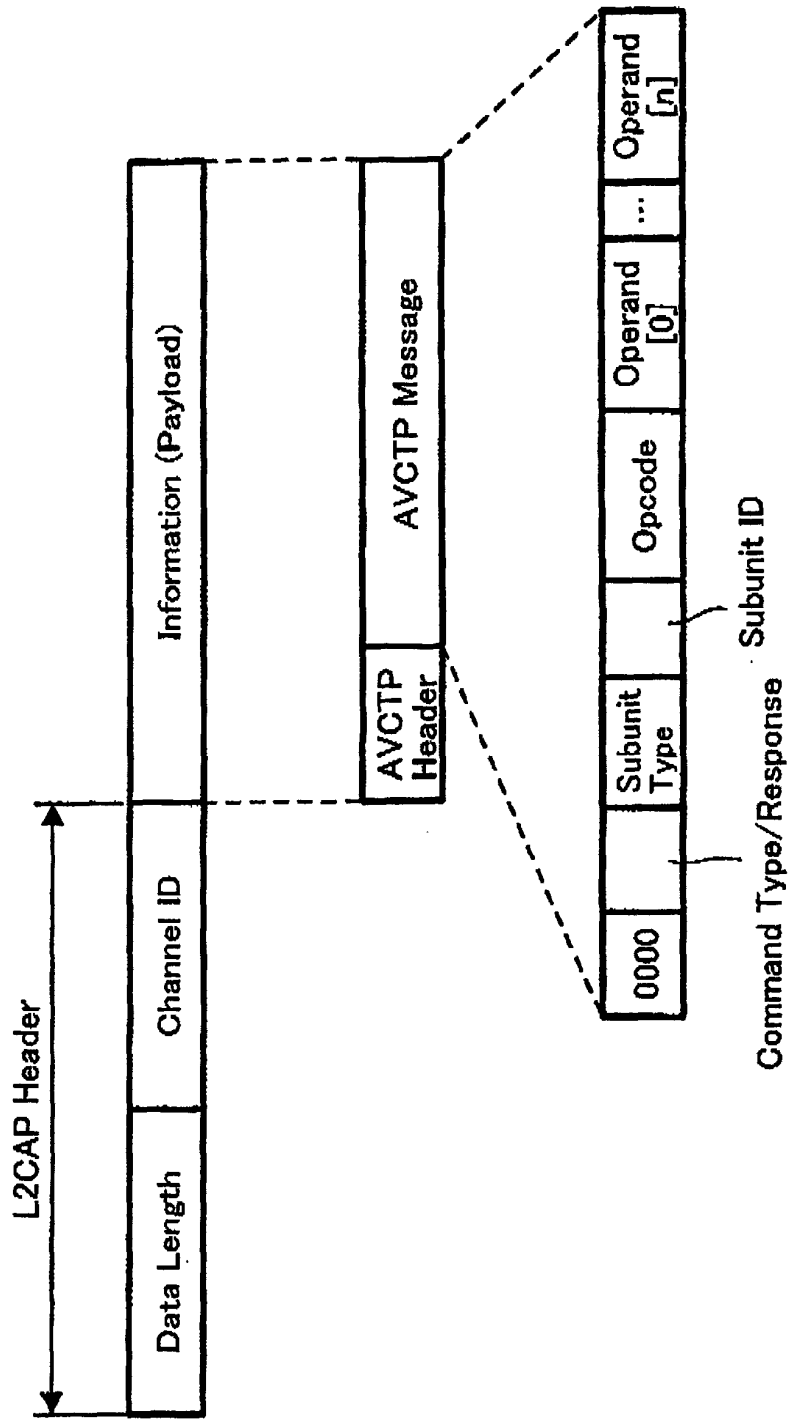 L2CAP Header
Data Length
Channel ID
Information (Payload)
AVCTP
Header
AVCTP Message
0000
Subunit
Type
Opcode
Operand
[0]
...
Operand
[n]
Command Type/Response
Subunit ID